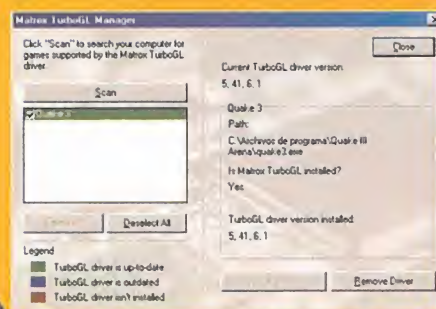 Matrox TurboGL Manager
Click "Scan" to search your computer for
games supported by the Matrox TurboGL
driver.
Scan
Quake 3
Deselect All
Legend
TurboGL driver is up-to-date
TurboGL driver is outdated
TurboGL driver isn't installed
Close
Current TurboGL driver version:
5, 41, 6, 1
Quake 3
Path:
C:\Archivos de programa\Quake III
Arena\quake3.exe
Is Matrox TurboGL installed?
Yes
TurboGL driver version installed:
5, 41, 6, 1
Remove Driver